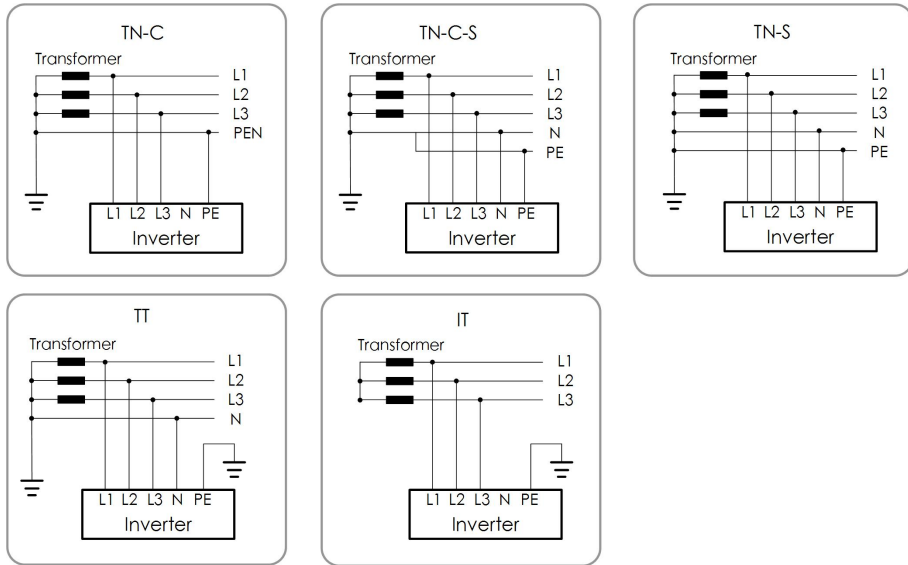 TN-C
Transformer
L1
L2
L3
PEN
L1 L2 L3 N PE
Inverter
TN-C-S
Transformer
L1
L2
L3
N
PE
L1 L2 L3 N PE
Inverter
TN-S
Transformer
L1
L2
L3
N
PE
L1 L2 L3 N PE
Inverter
TT
Transformer
L1
L2
L3
N
L1 L2 L3 N PE
Inverter
IT
Transformer
L1
L2
L3
L1 L2 L3 N PE
Inverter